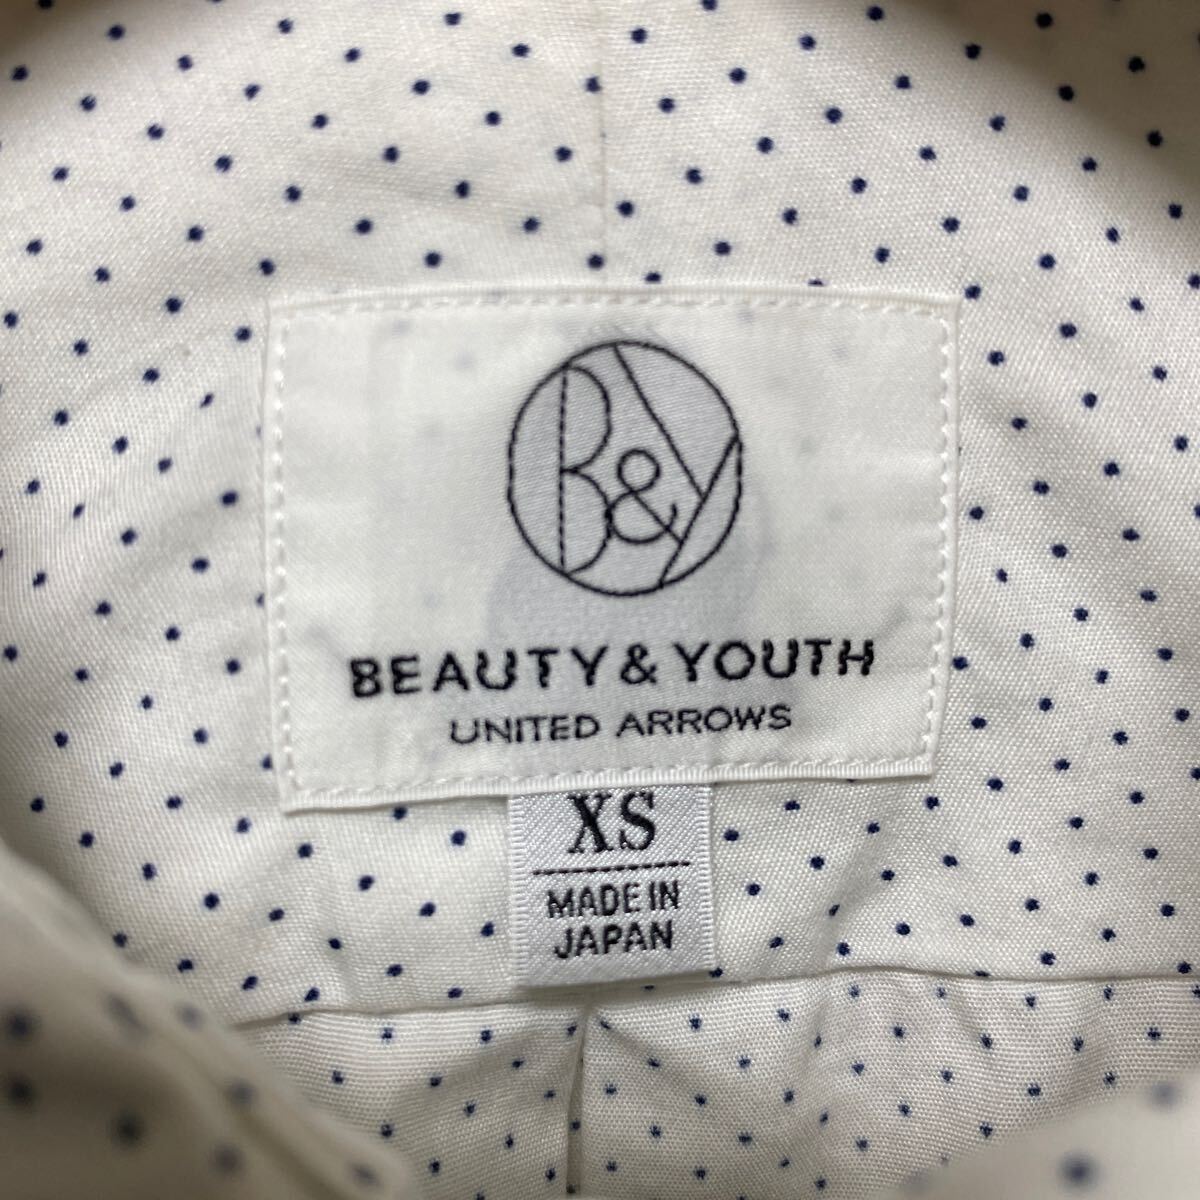 B&Y
BEAUTY & YOUTH
UNITED ARROWS
XS
MADE IN
JAPAN